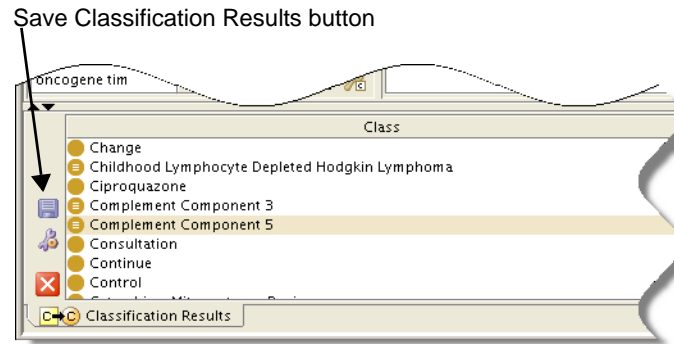 Save Classification Results button
oncogene tim
Class
Change
Childhood Lymphocyte Depleted Hodgkin Lymphoma
Ciproquazone
Complement Component 3
Complement Component 5
Consultation
Continue
Control
C C Classification Results